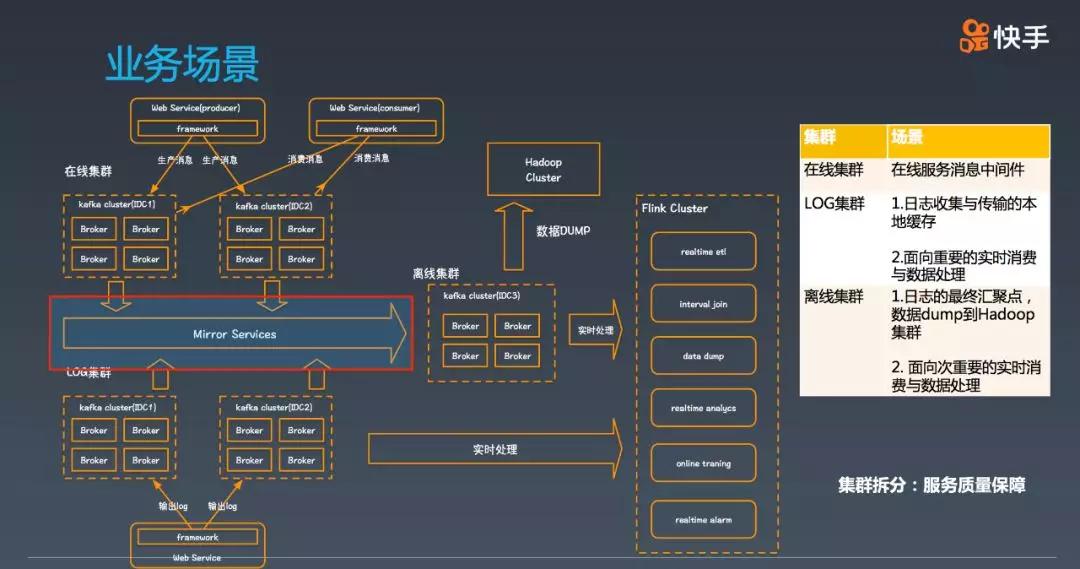 快手
业务场景
Web Service(producer)
framework
Web Service(consumer)
framework
生产消息
生产消息
消费消息
消费消息
在线集群
kafka cluster(IDC1)
Broker
Broker
Broker
Broker
kafka cluster(IDC2)
Broker
Broker
Broker
Broker
Hadoop
Cluster
数据DUMP
离线集群
kafka cluster(IDC3)
Broker
Broker
Broker
Broker
实时处理
Mirror Services
LOG集群
kafka cluster(IDC1)
Broker
Broker
Broker
Broker
kafka cluster(IDC2)
Broker
Broker
Broker
Broker
实时处理
输出log
输出log
framework
Web Service
Flink Cluster
realtime etl
interval join
data dump
realtime analycs
online traning
realtime alarm
集群
场景
在线集群
在线服务消息中间件
LOG集群
1.日志收集与传输的本
地缓存
2.面向重要的实时消费
与数据处理
离线集群
1.日志的最终汇聚点，
数据dump到Hadoop
集群
2. 面向次重要的实时消
费与数据处理
集群拆分：服务质量保障